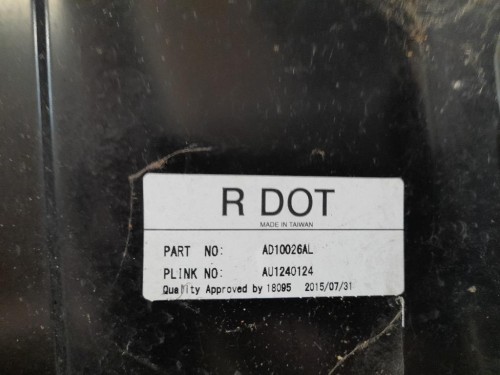 R DOT
MADE IN TAIWAN
PART NO: AD10026AL
PLINK NO: AU1240124
Quality Approved by 18095 2015/07/31